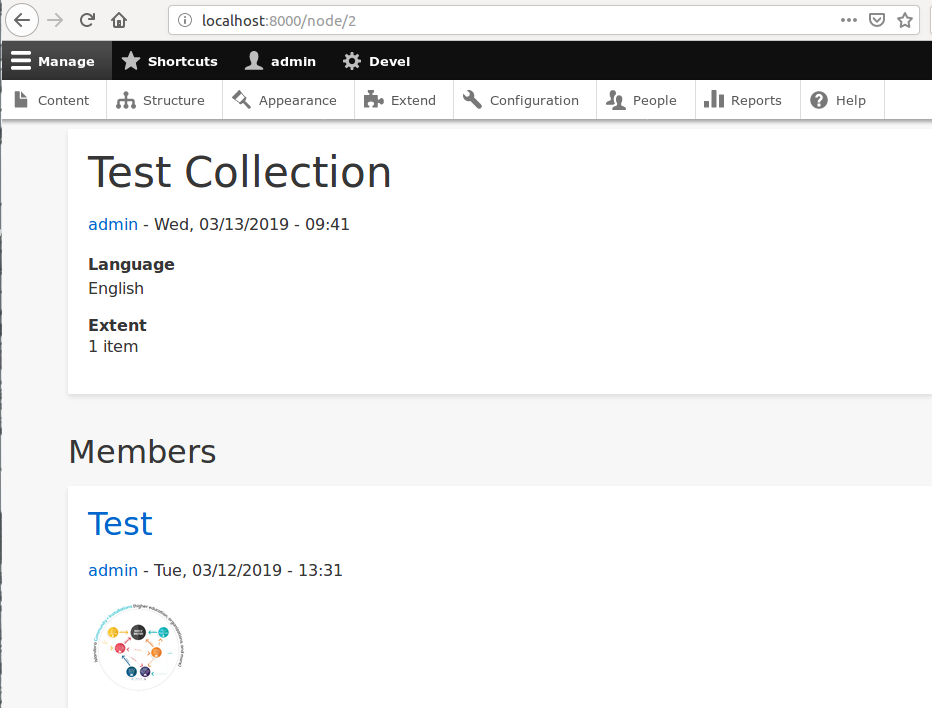 localhost:8000/node/2
Manage Shortcuts admin Devel
Content Structure Appearance Extend Configuration People Reports Help
Test Collection
admin - Wed, 03/13/2019 - 09:41
Language
English
Extent
1 item
Members
Test
admin - Tue, 03/12/2019 - 13:31